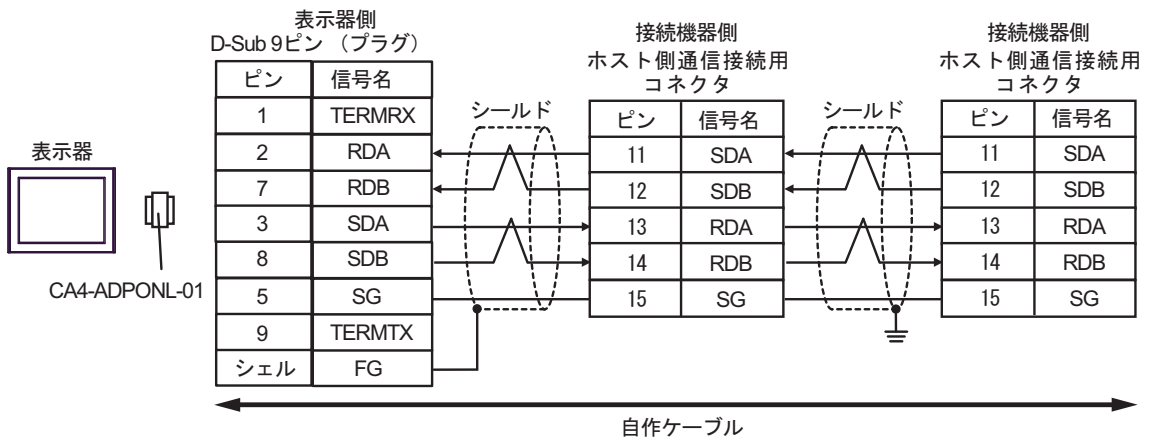 表示器側
D-Sub 9ピン （プラグ）
ピン 信号名
1 TERMRX
2 RDA
7 RDB
3 SDA
8 SDB
5 SG
9 TERMTX
シェル FG
表示器
CA4-ADPONL-01
シールド
接続機器側
ホスト側通信接続用
コネクタ
ピン 信号名
11 SDA
12 SDB
13 RDA
14 RDB
15 SG
シールド
接続機器側
ホスト側通信接続用
コネクタ
ピン 信号名
11 SDA
12 SDB
13 RDA
14 RDB
15 SG
自作ケーブル